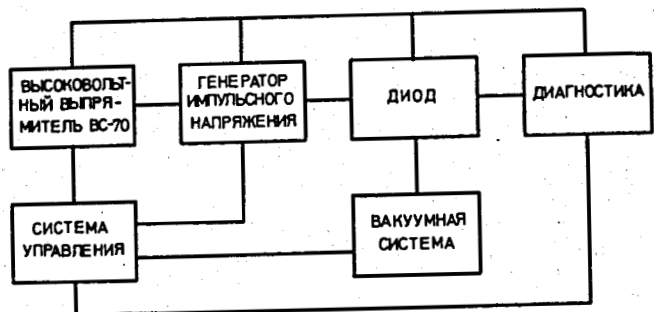 ВЫСОКОВОЛЬТ-
НЫЙ ВЫПРЯ-
МИТЕЛЬ ВС-70
ГЕНЕРАТОР
ИМПУЛЬСНОГО
НАПРЯЖЕНИЯ
ДИОД
ДИАГНОСТИКА
СИСТЕМА
УПРАВЛЕНИЯ
ВАКУУМНАЯ
СИСТЕМА